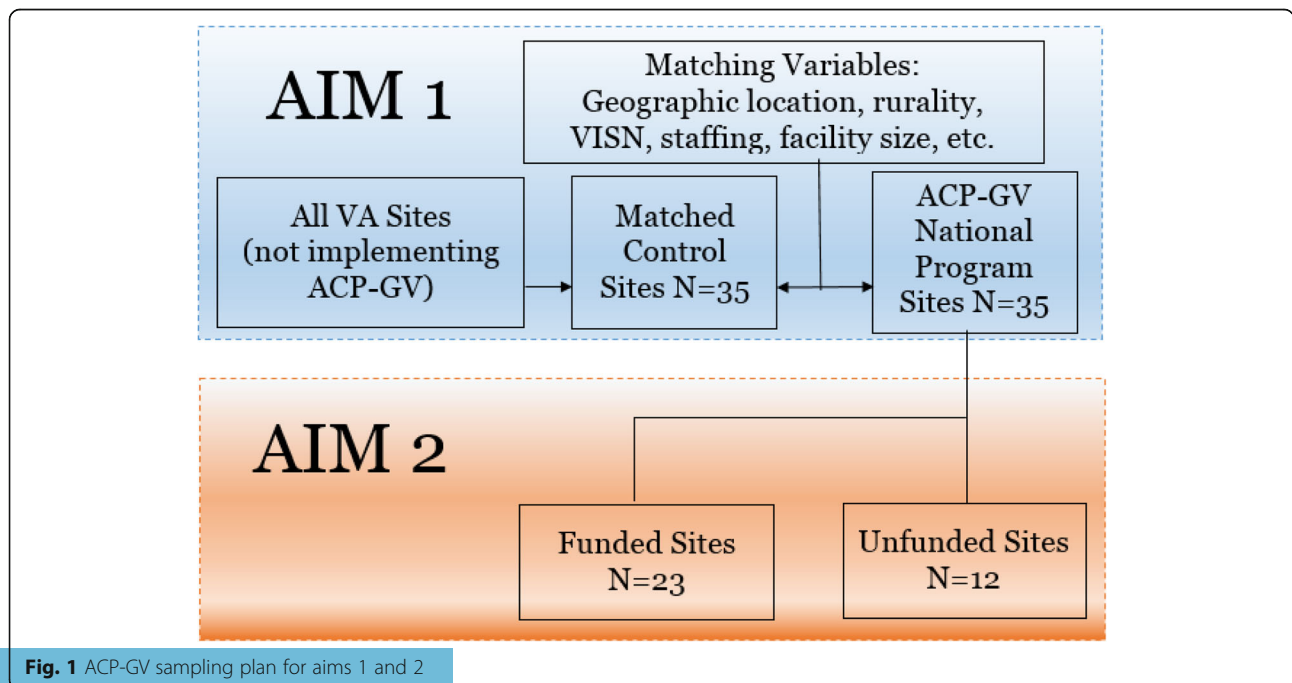 AIM 1
Matching Variables:
Geographic location, rurality,
VISN, staffing, facility size, etc.
All VA Sites
(not implementing
ACP-GV)
Matched
Control
Sites N=35
ACP-GV
National
Program
Sites N=35
AIM 2
Funded Sites
N=23
Unfunded Sites
N=12
Fig. 1 ACP-GV sampling plan for aims 1 and 2